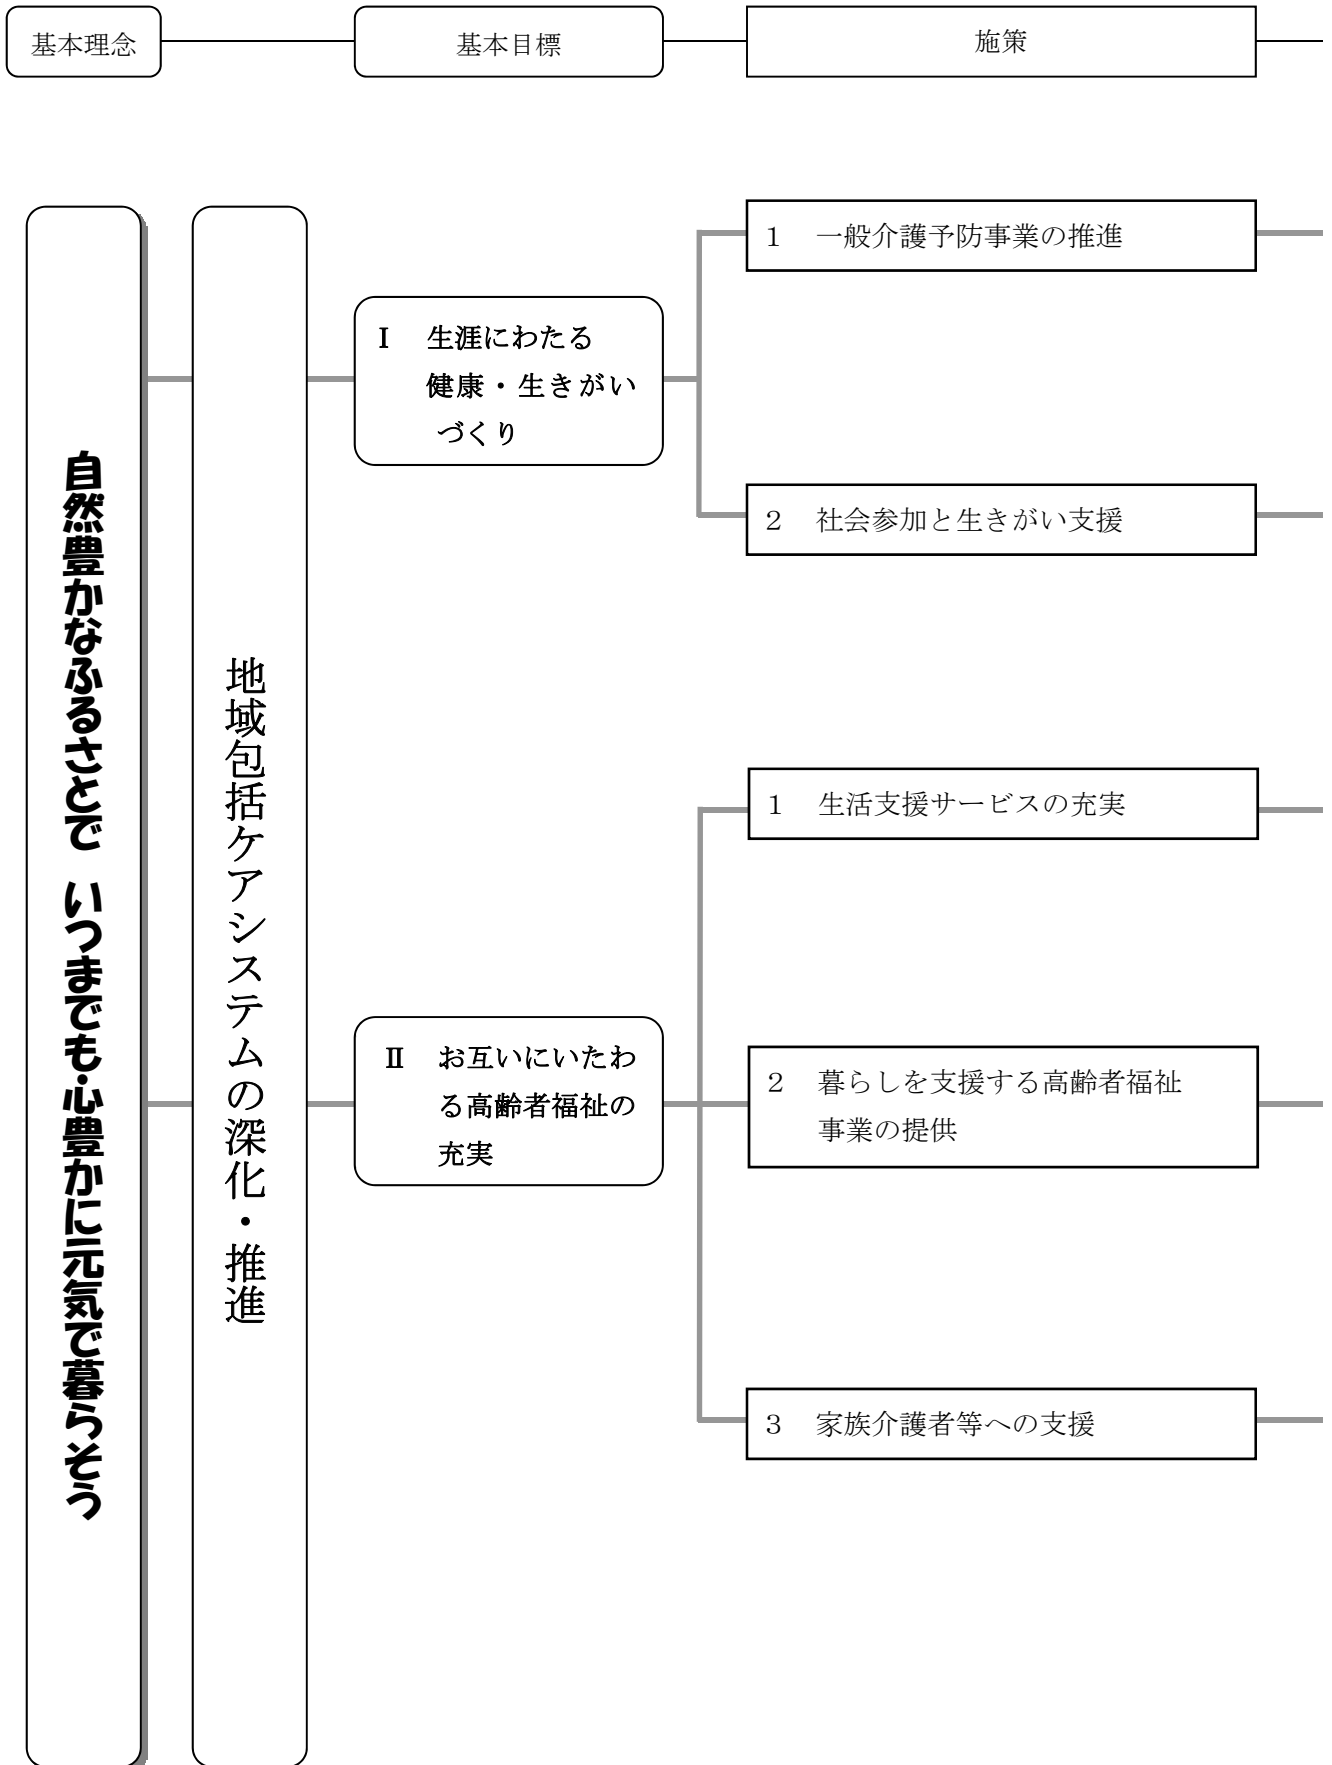 基本理念
基本目標
施策
自然豊かなふるさとで　いつまでも心豊かに元気で暮らそう
地域包括ケアシステムの深化・推進
Ⅰ　生涯にわたる
健康・生きがい
づくり
１　一般介護予防事業の推進
２　社会参加と生きがい支援
Ⅱ　お互いにいたわ
る高齢者福祉の
充実
１　生活支援サービスの充実
２　暮らしを支援する高齢者福祉
事業の提供
３　家族介護者等への支援